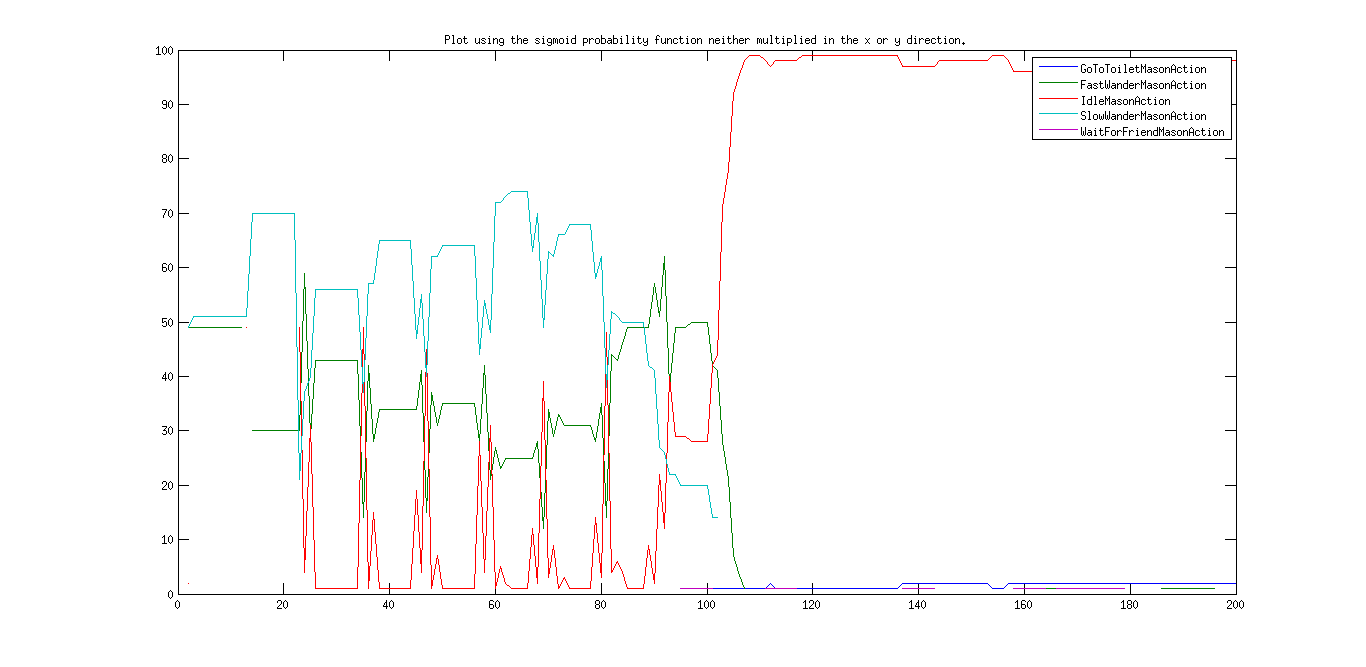 Plot using the sigmoid probability function neither multiplied in the x or y direction.
100
90
80
70
60
50
40
30
20
10
0
GoToToiletMasonAction
FastWanderMasonAction
IdleMasonAction
SlowWanderMasonAction
WaitForFriendMasonAction
0 20 40 60 80 100 120 140 160 180 200